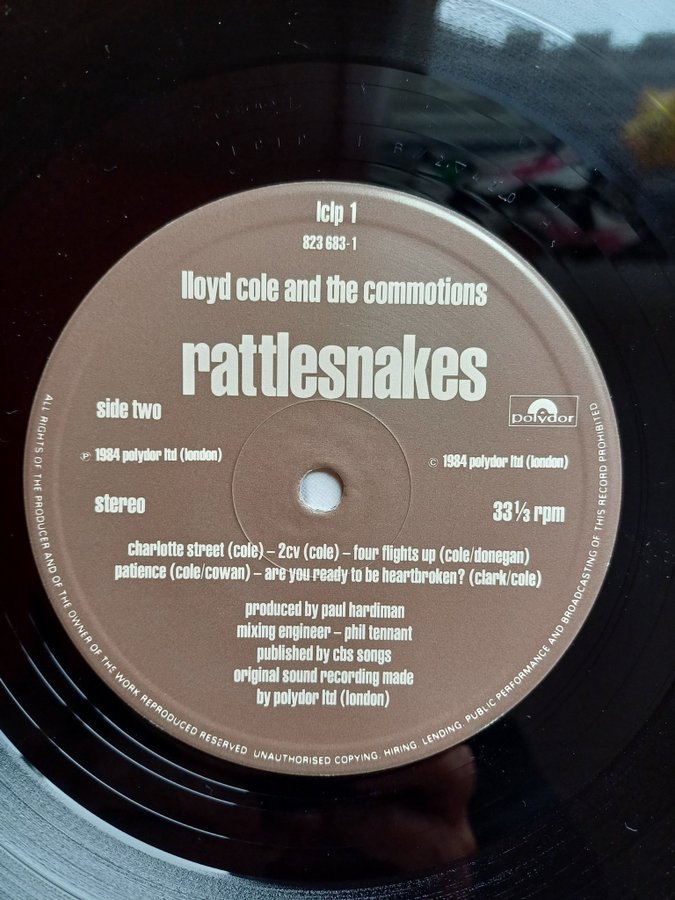 lclp 1
823 683-1
lloyd cole and the commotions
rattlesnakes
side two
polydor
℗ 1984 polydor ltd (london)
© 1984 polydor ltd (london)
stereo
33⅓ rpm
charlotte street (cole) – 2cv (cole) – four flights up (cole/donegan)
patience (cole/cowan) – are you ready to be heartbroken? (clark/cole)
produced by paul hardiman
mixing engineer – phil tennant
published by cbs songs
original sound recording made
by polydor ltd (london)
ALL RIGHTS OF THE PRODUCER AND OF THE OWNER OF THE WORK REPRODUCED RESERVED. UNAUTHORISED COPYING, HIRING, LENDING, PUBLIC PERFORMANCE AND BROADCASTING OF THIS RECORD PROHIBITED